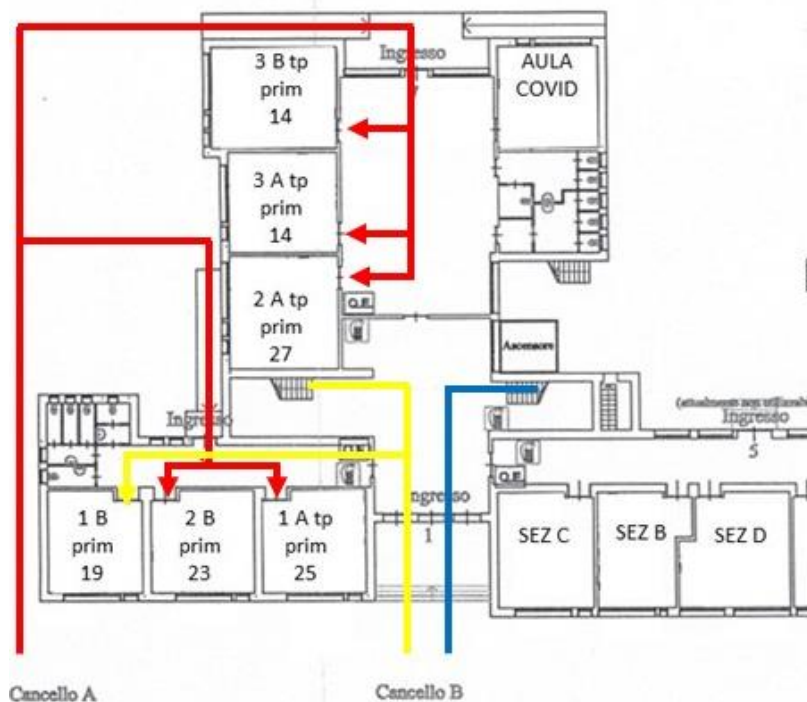 Ingresso
3 B tp
prim
14
AULA
COVID
3 A tp
prim
14
2 A tp
prim
27
Q.E.
Ascensore
Ingresso
Ingresso
5
Q.E.
Ingresso
1
1 B
prim
19
2 B
prim
23
1 A tp
prim
25
SEZ C
SEZ B
SEZ D
Cancello A
Cancello B